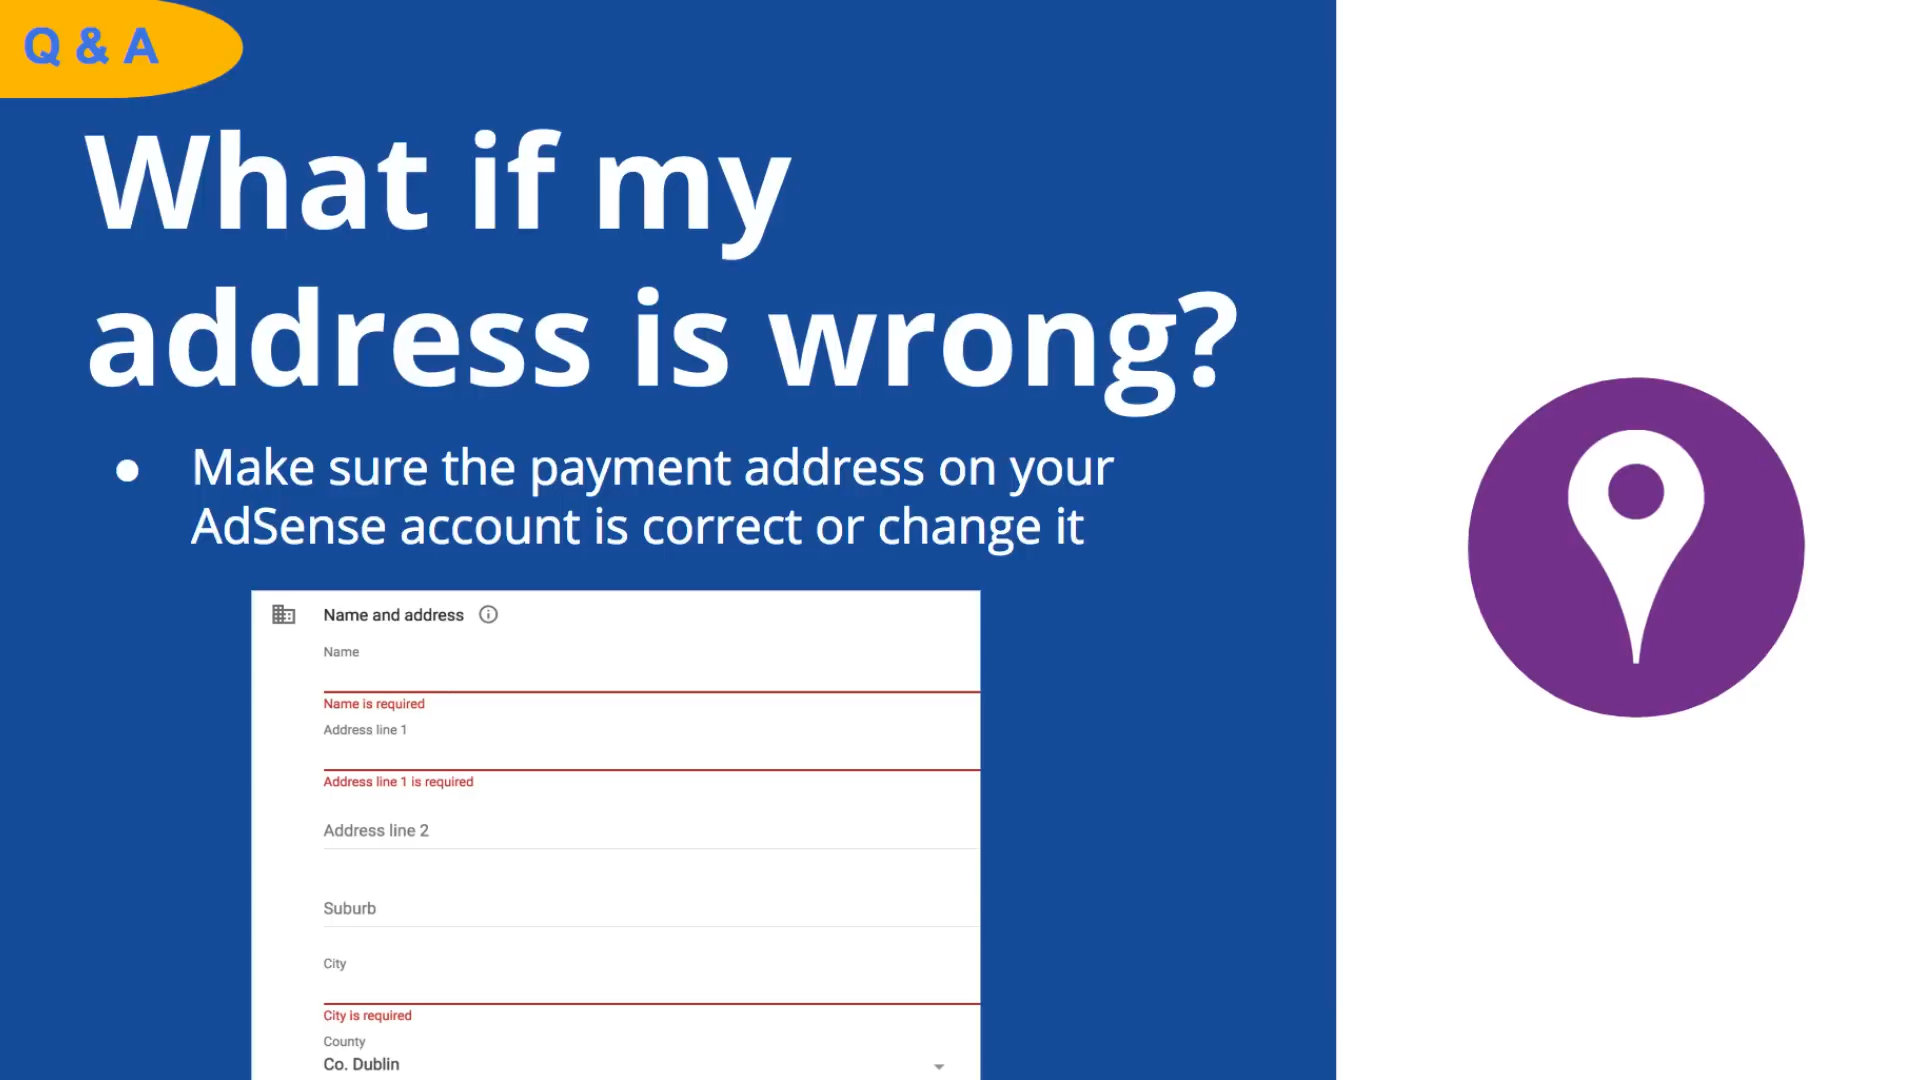 Q & A
What if my
address is wrong?
● Make sure the payment address on your
AdSense account is correct or change it
Name and address
Name
Name is required
Address line 1
Address line 1 is required
Address line 2
Suburb
City
City is required
County
Co. Dublin